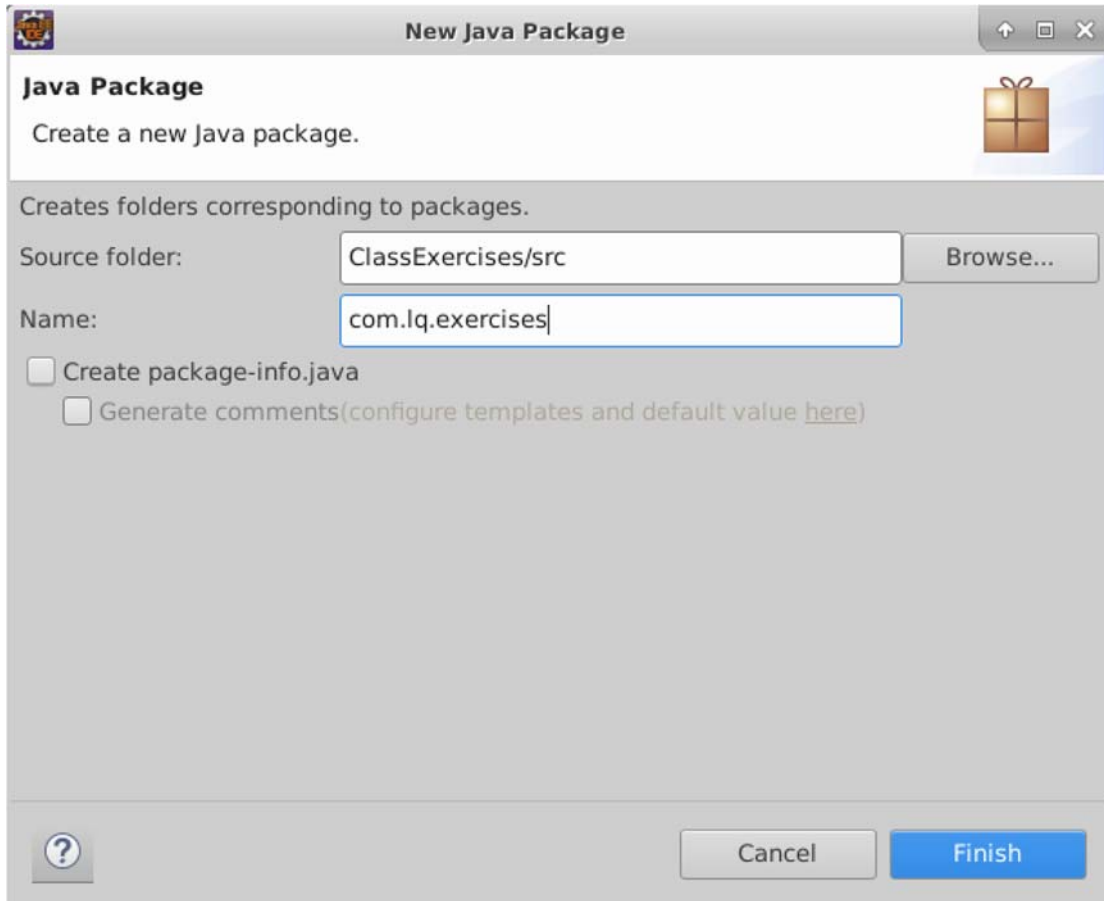 New Java Package
Java Package
Create a new Java package.
Creates folders corresponding to packages.
Source folder:
ClassExercises/src
Browse...
Name:
com.lq.exercises
Create package-info.java
Generate comments(configure templates and default value here)
?
Cancel
Finish